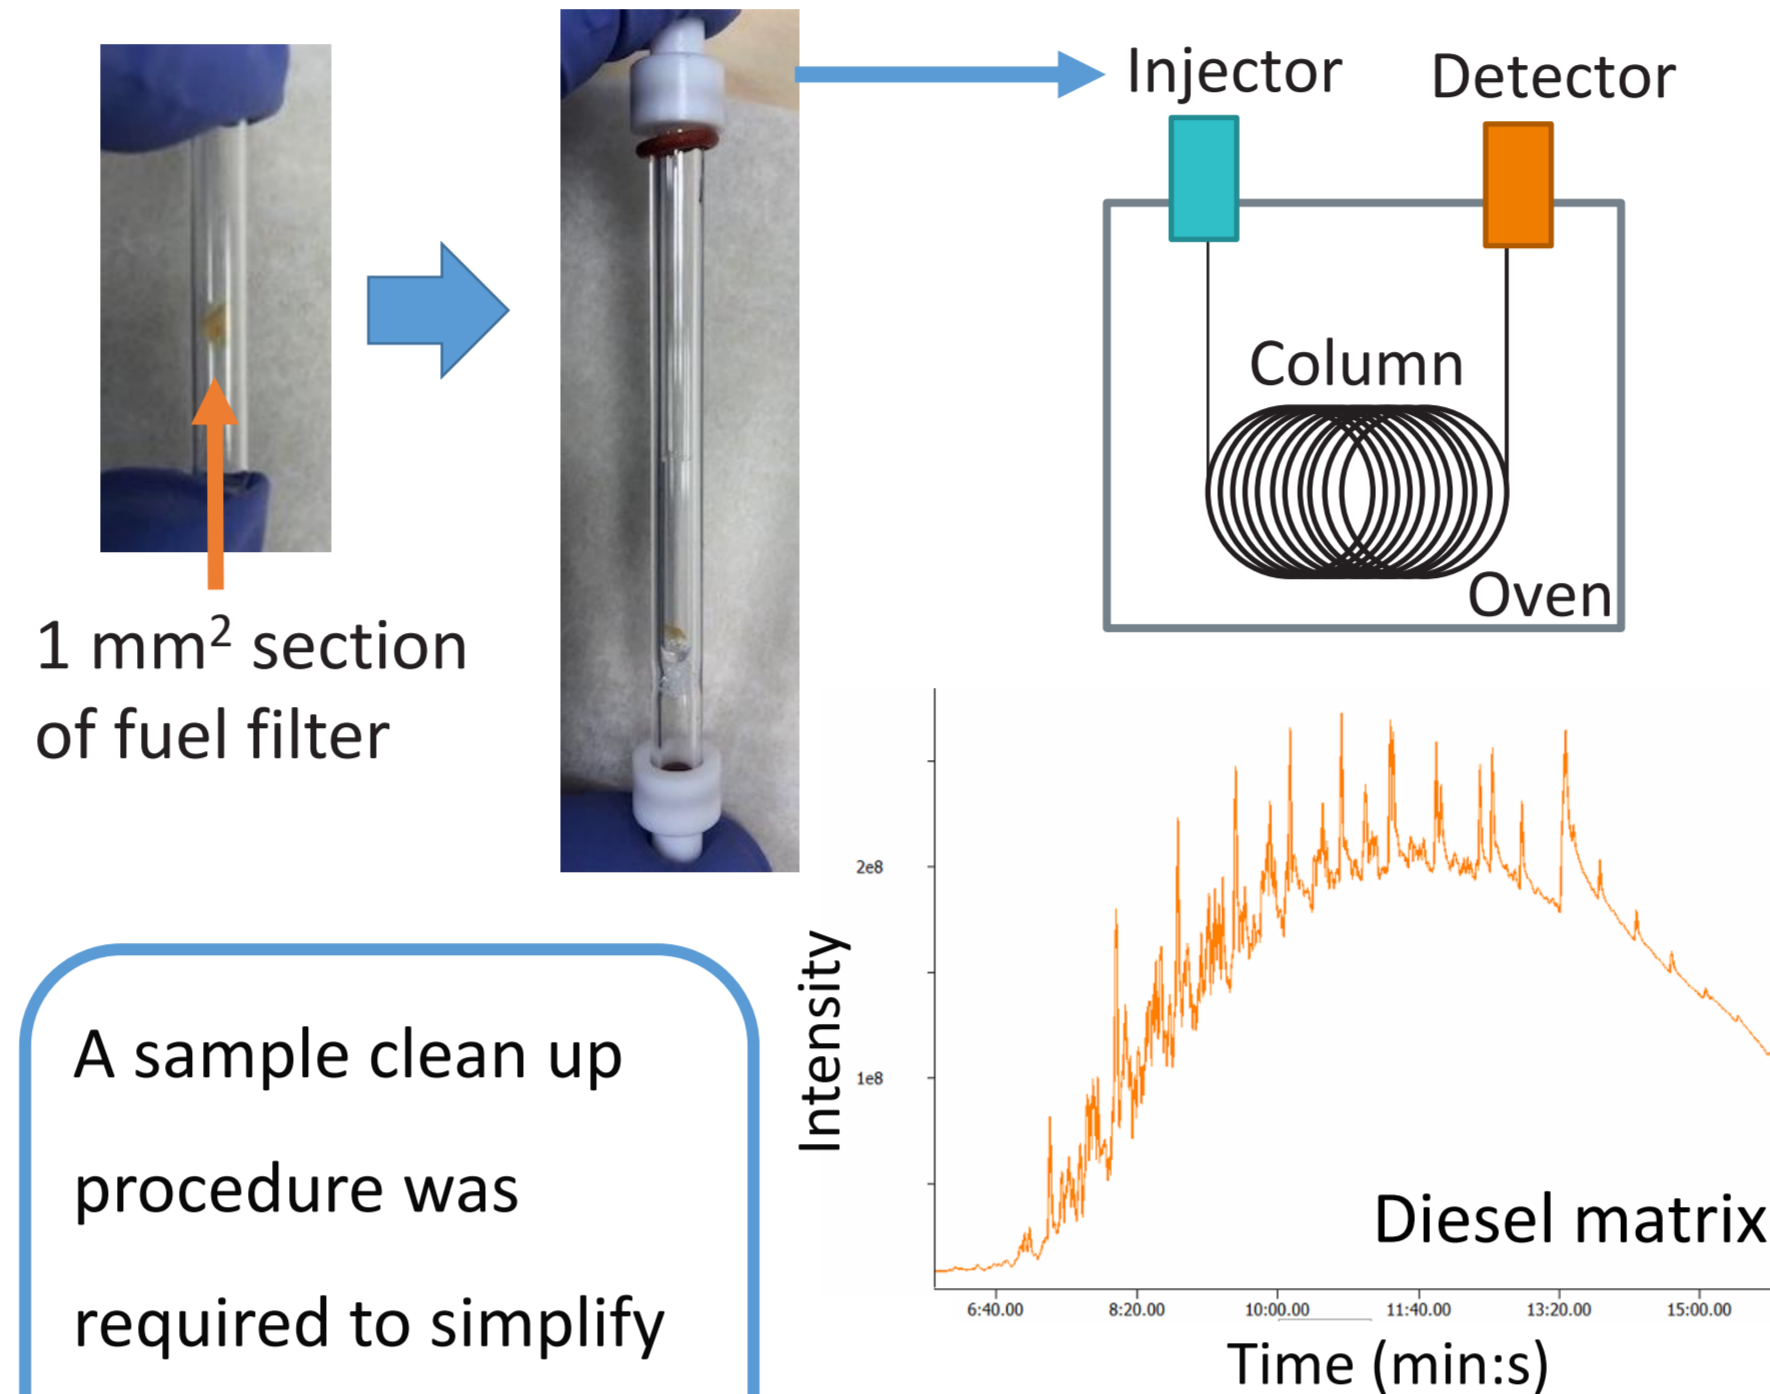 Injector
Detector
Column
Oven
1 mm² section
of fuel filter
A sample clean up
procedure was
required to simplify
Intensity
2e8
1e8
Diesel matrix
6:40.00 8:20.00 10:00.00 11:40.00 13:20.00 15:00.00
Time (min:s)